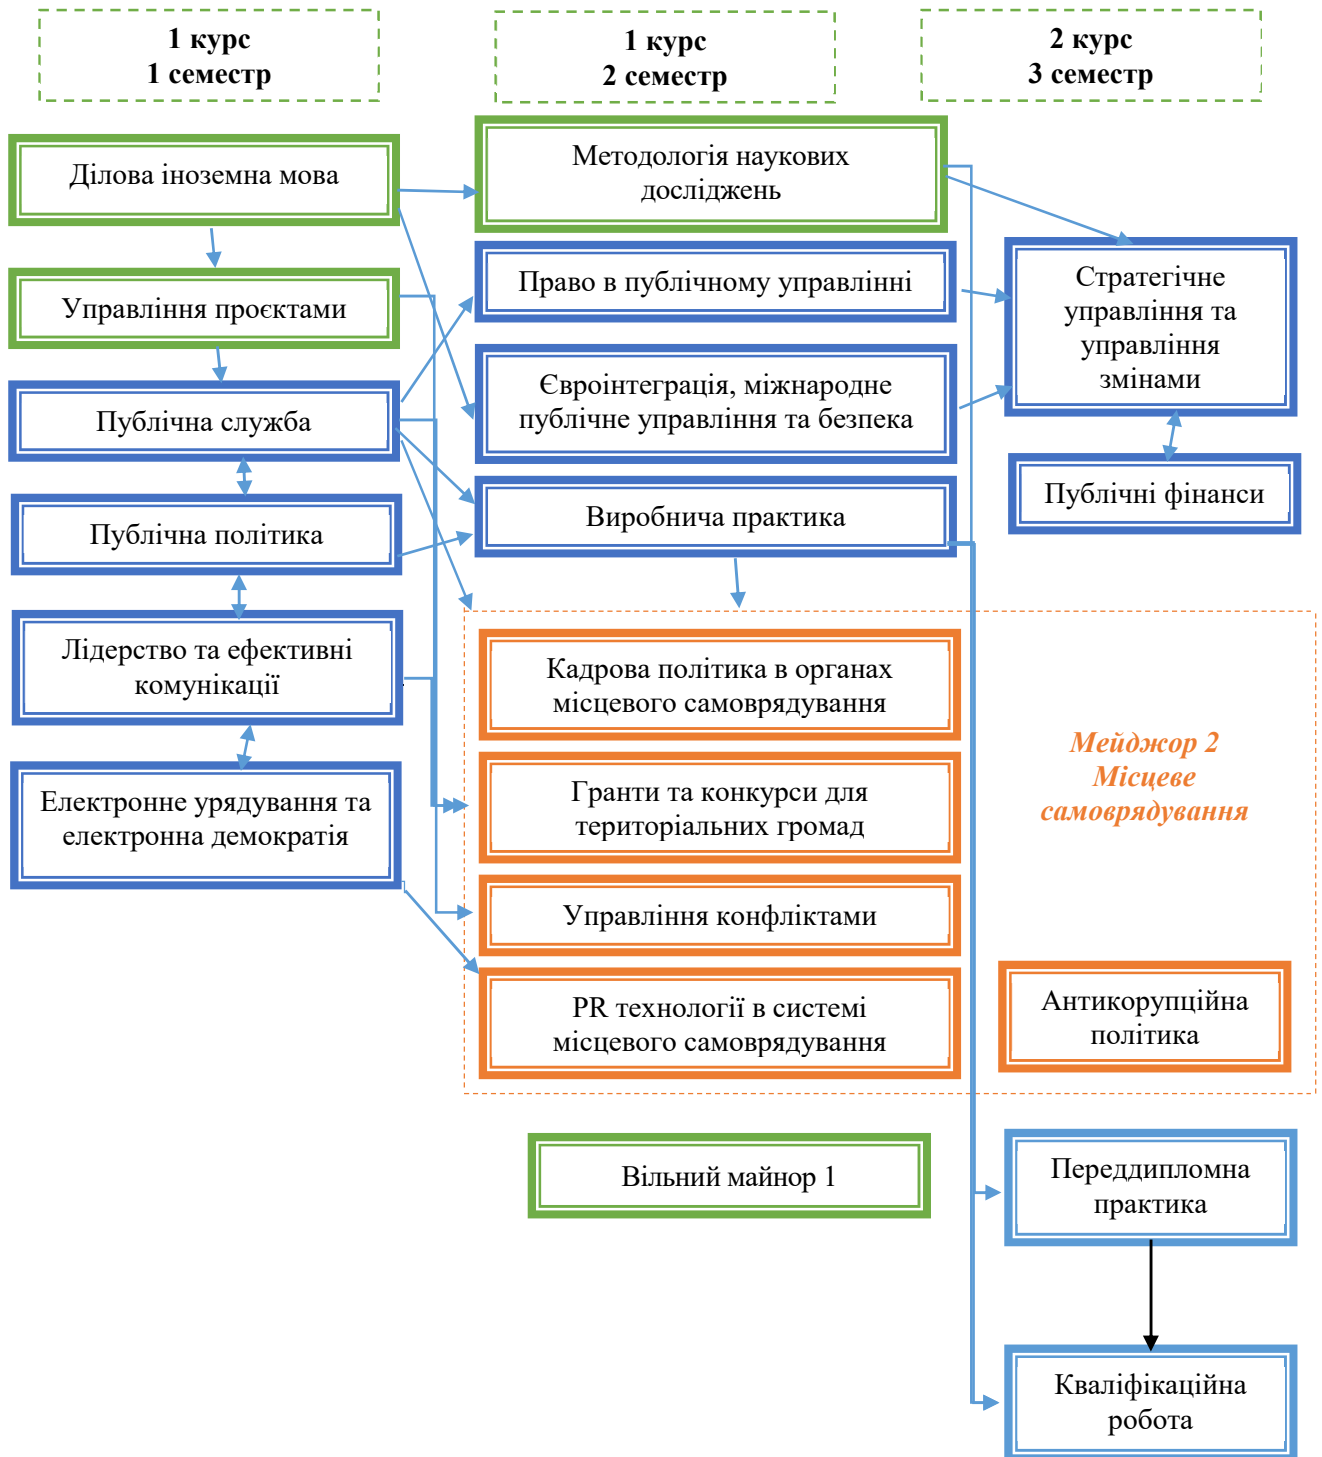 1 курс
1 семестр
1 курс
2 семестр
2 курс
3 семестр
Ділова іноземна мова
Управління проєктами
Публічна служба
Публічна політика
Лідерство та ефективні
комунікації
Електронне урядування та
електронна демократія
Методологія наукових
досліджень
Право в публічному управлінні
Євроінтеграція, міжнародне
публічне управління та безпека
Виробнича практика
Стратегічне
управління та
управління
змінами
Публічні фінанси
Кадрова політика в органах
місцевого самоврядування
Гранти та конкурси для
територіальних громад
Управління конфліктами
PR технології в системі
місцевого самоврядування
Мейджор 2
Місцеве
самоврядування
Антикорупційна
політика
Вільний майнор 1
Переддипломна
практика
Кваліфікаційна
робота